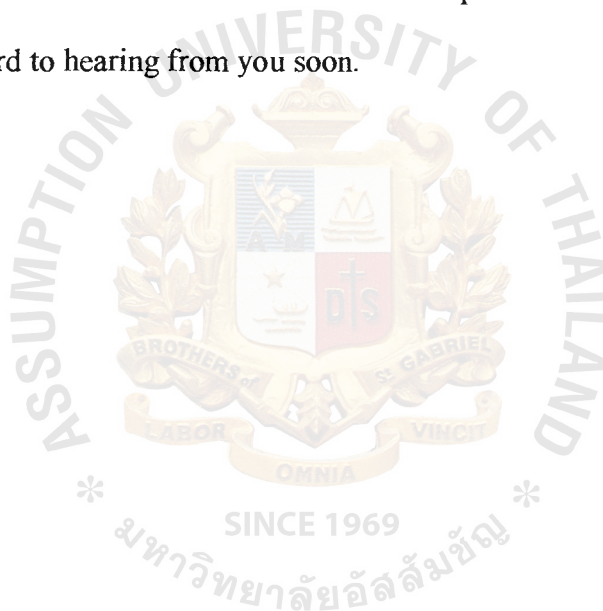 rd to hearing from you soon.
ASSUMPTION UNIVERSITY OF THAILAND
A M
D S
BROTHERS of St GABRIEL
LABOR OMNIA VINCIT
SINCE 1969
* มหาวิทยาลัยอัสสัมชัญ *